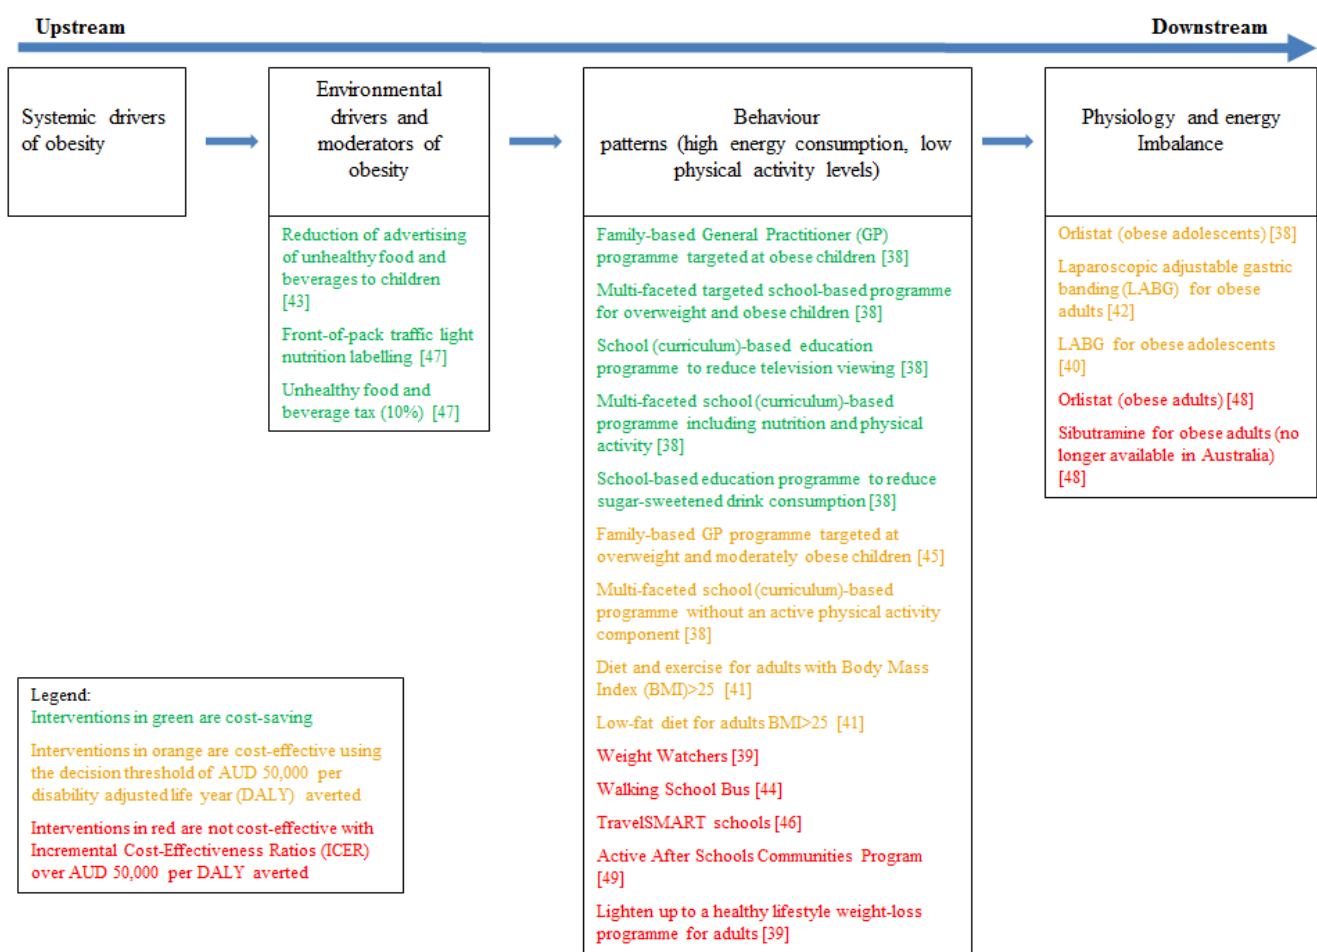 Upstream
Downstream
Systemic drivers
of obesity
Environmental
drivers and
moderators of
obesity
Behaviour
patterns (high energy consumption, low
physical activity levels)
Physiology and energy
Imbalance
Reduction of advertising
of unhealthy food and
beverages to children
[43]
Front-of-pack traffic light
nutrition labelling [47]
Unhealthy food and
beverage tax (10%) [47]
Family-based General Practitioner (GP)
programme targeted at obese children [38]
Multi-faceted targeted school-based programme
for overweight and obese children [38]
School (curriculum)-based education
programme to reduce television viewing [38]
Multi-faceted school (curriculum)-based
programme including nutrition and physical
activity [38]
School-based education programme to reduce
sugar-sweetened drink consumption [38]
Family-based GP programme targeted at
overweight and moderately obese children [45]
Multi-faceted school (curriculum)-based
programme without an active physical activity
component [38]
Diet and exercise for adults with Body Mass
Index (BMI)>25 [41]
Low-fat diet for adults BMI>25 [41]
Weight Watchers [39]
Walking School Bus [44]
TravelSMART schools [46]
Active After Schools Communities Program
[49]
Lighten up to a healthy lifestyle weight-loss
programme for adults [39]
Orlistat (obese adolescents) [38]
Laparoscopic adjustable gastric
banding (LABG) for obese
adults [42]
LABG for obese adolescents
[40]
Orlistat (obese adults) [48]
Sibutramine for obese adults (no
longer available in Australia)
[48]
Legend:
Interventions in green are cost-saving
Interventions in orange are cost-effective using
the decision threshold of AUD 50,000 per
disability adjusted life year (DALY) averted
Interventions in red are not cost-effective with
Incremental Cost-Effectiveness Ratios (ICER)
over AUD 50,000 per DALY averted